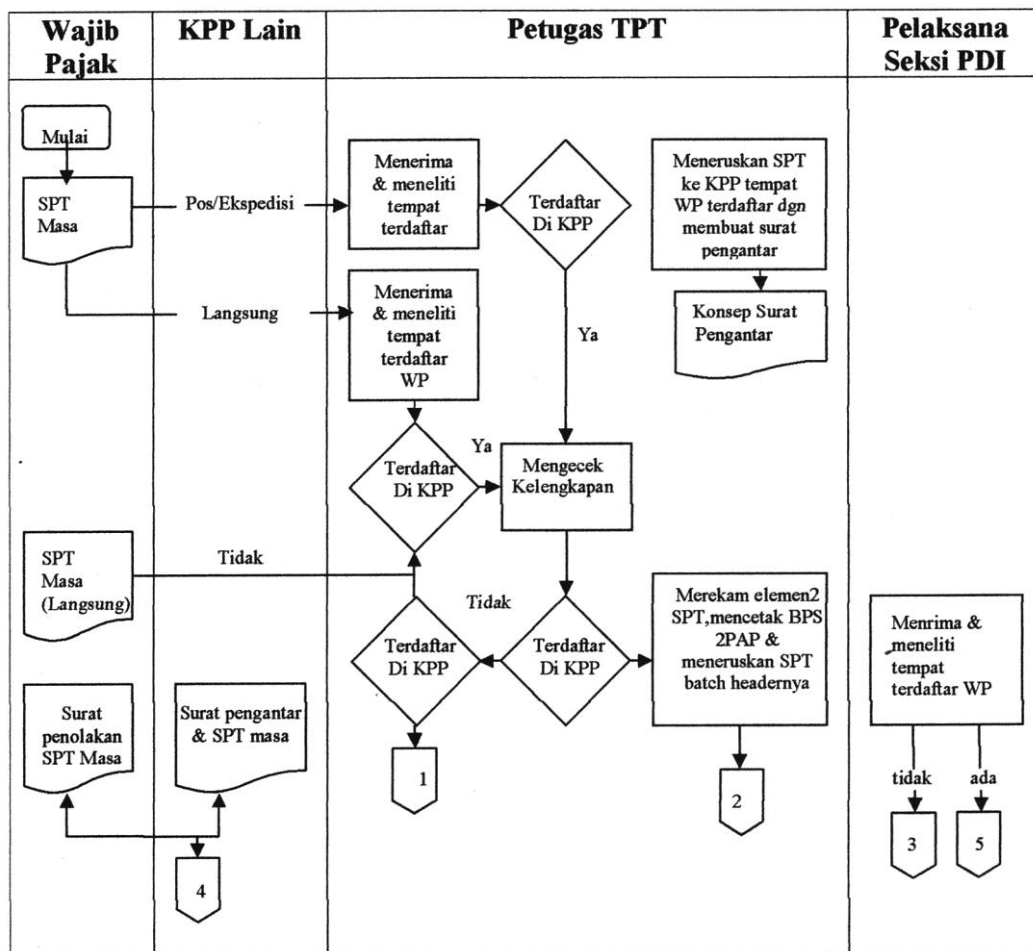 Wajib
Pajak
KPP Lain
Petugas TPT
Pelaksana
Seksi PDI
Mulai
SPT
Masa
Pos/Ekspedisi
Menerima
& meneliti
tempat
terdaftar
Terdaftar
Di KPP
Meneruskan SPT
ke KPP tempat
WP terdaftar dgn
membuat surat
pengantar
Langsung
Menerima
& meneliti
tempat
terdaftar
WP
Ya
Konsep Surat
Pengantar
Terdaftar
Di KPP
Ya
Mengecek
Kelengkapan
SPT
Masa
(Langsung)
Tidak
Terdaftar
Di KPP
Tidak
Terdaftar
Di KPP
Merekam elemen2
SPT,mencetak BPS
2PAP &
meneruskan SPT
batch headernya
Menrima &
meneliti
tempat
terdaftar WP
Surat
penolakan
SPT Masa
Surat pengantar
& SPT masa
1
2
tidak
ada
3
5
4